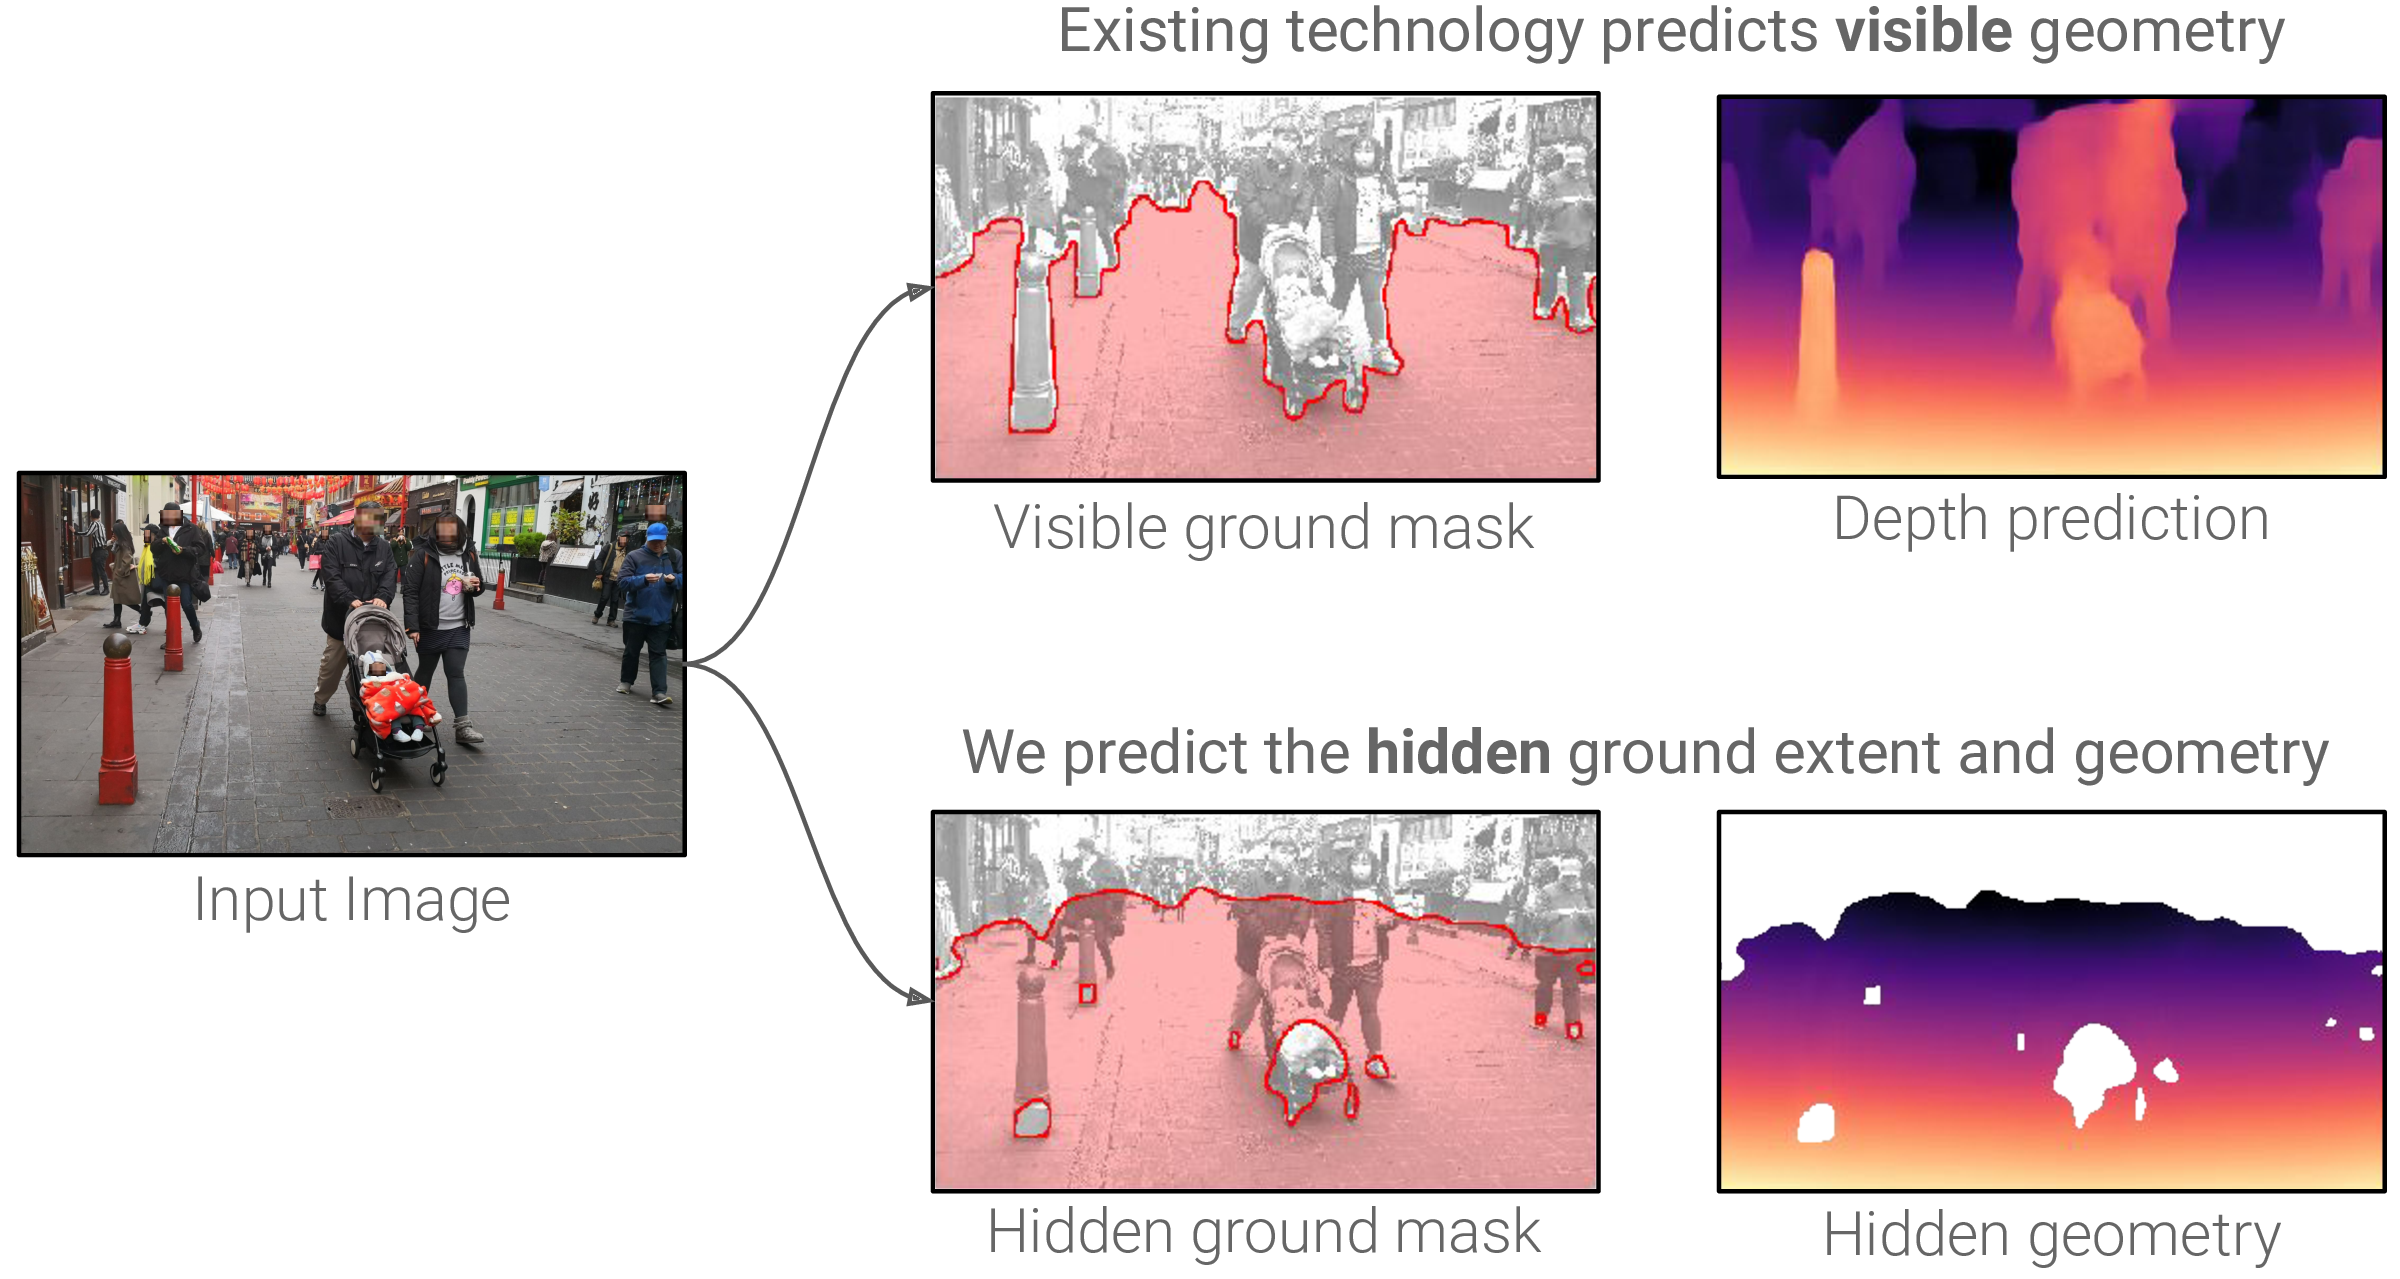 Existing technology predicts visible geometry
Visible ground mask
Depth prediction
Input Image
We predict the hidden ground extent and geometry
Hidden ground mask
Hidden geometry